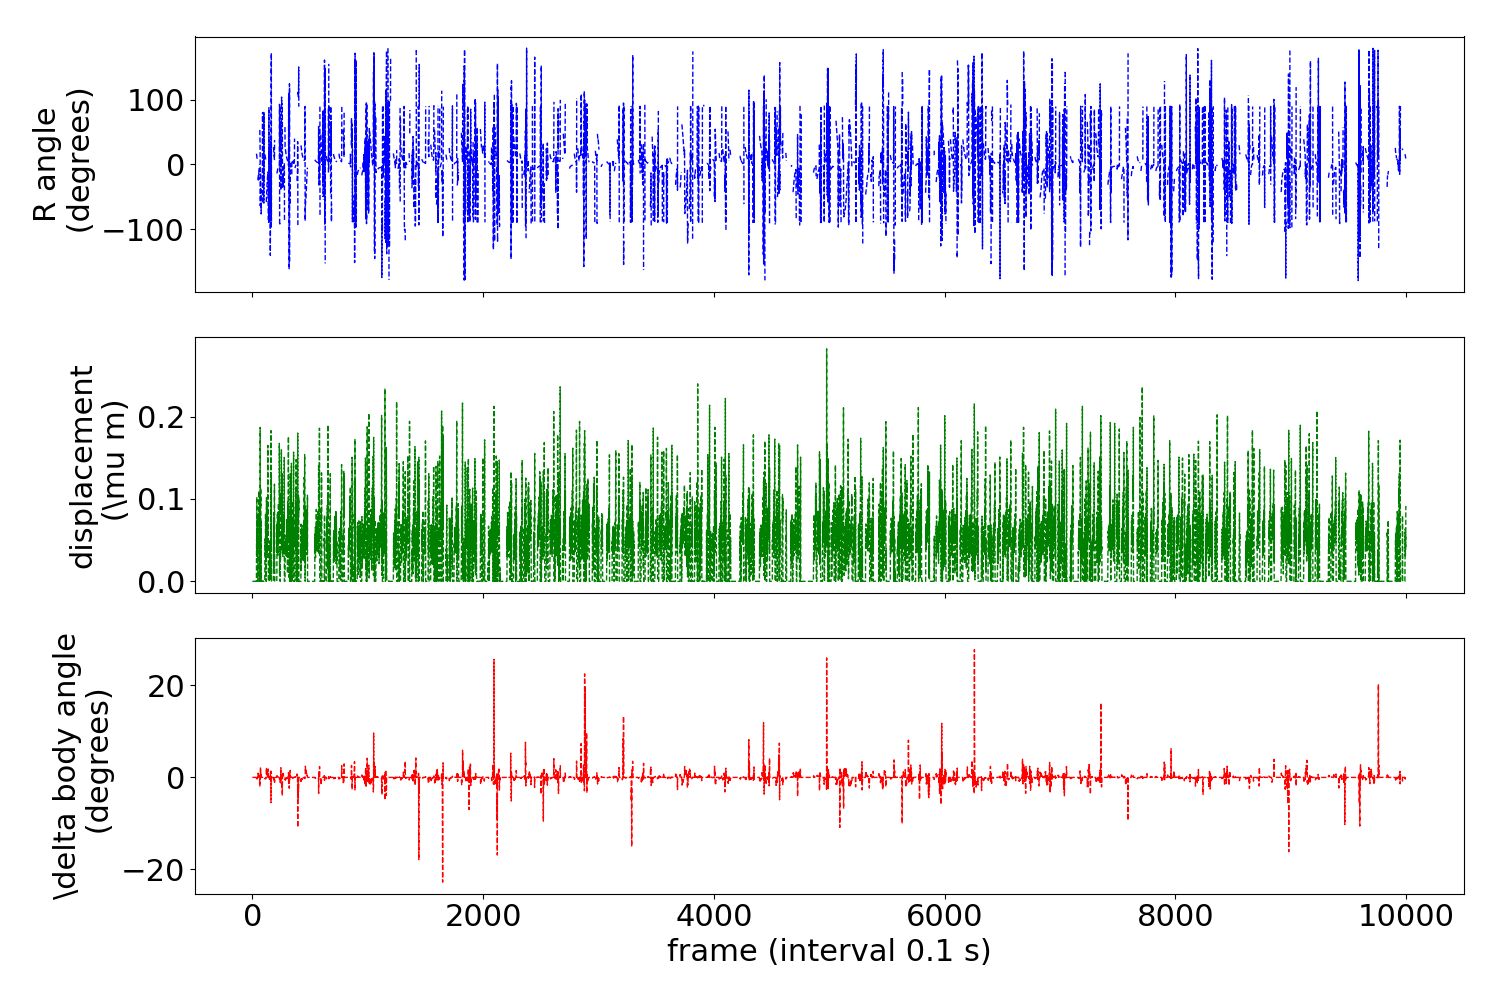 R angle
(degrees)
100
0
−100
displacement
(\mu m)
0.2
0.1
0.0
\delta body angle
(degrees)
20
0
−20
0 2000 4000 6000 8000 10000
frame (interval 0.1 s)